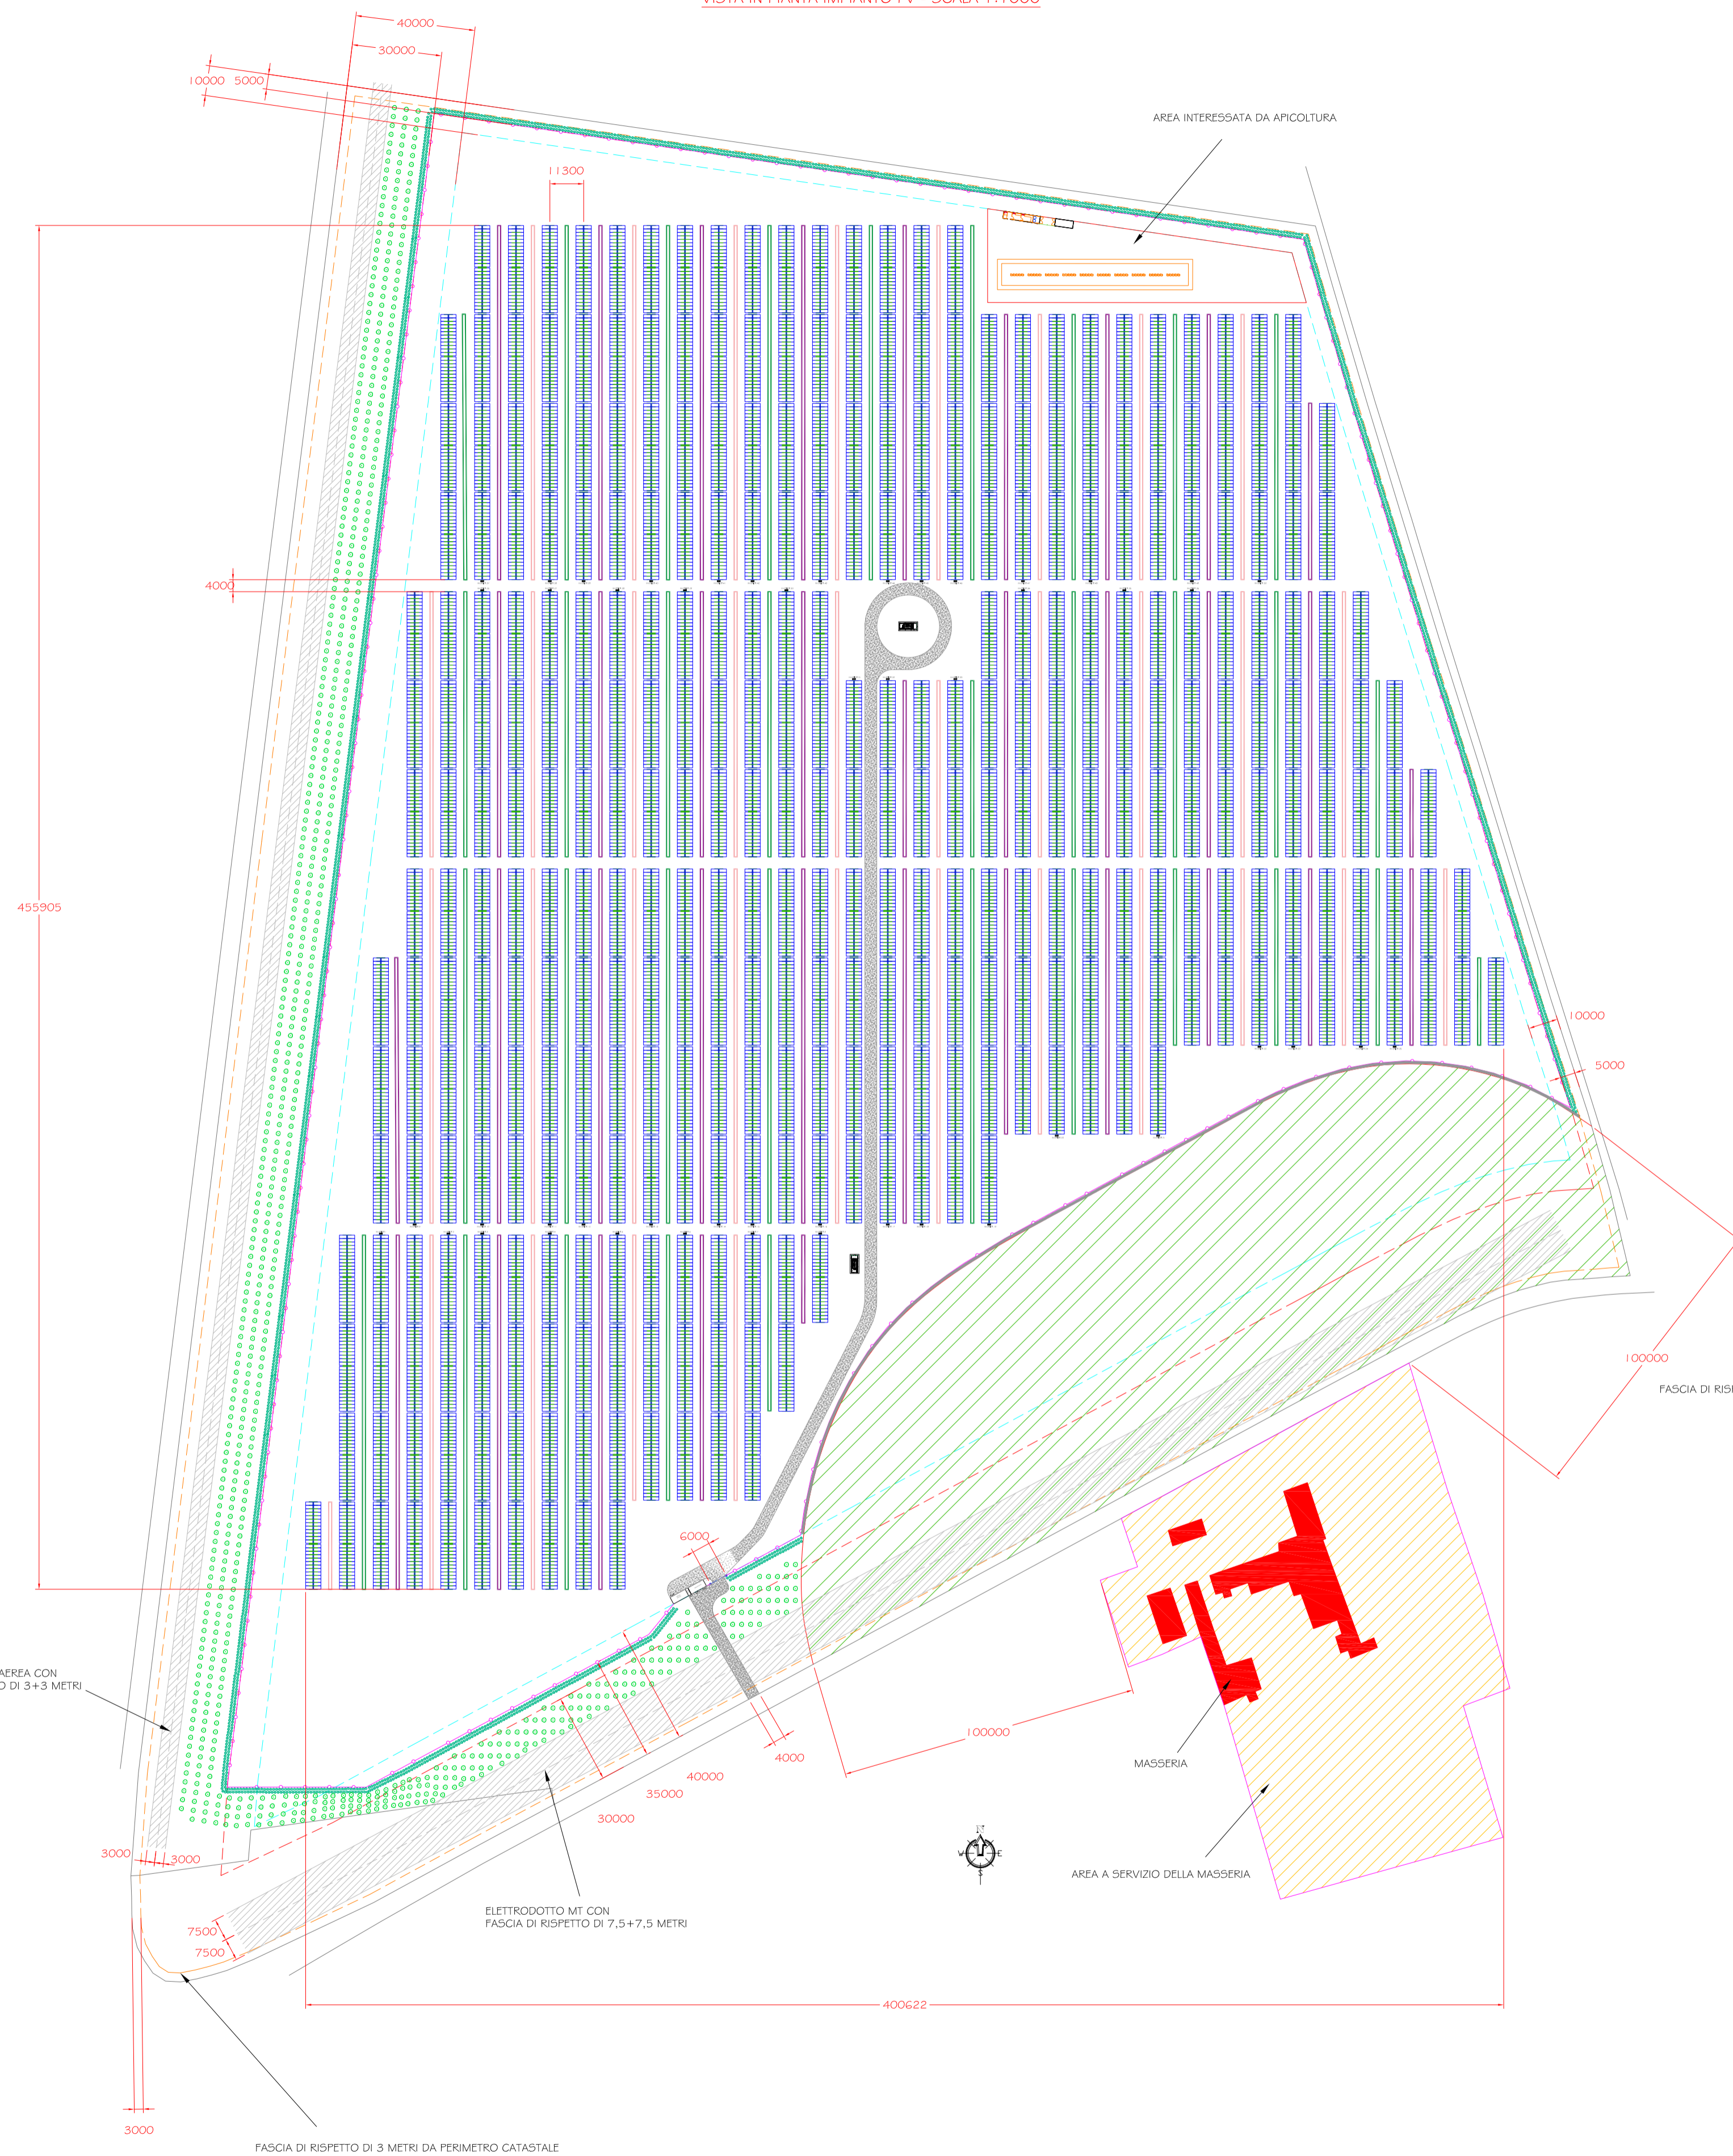 40000
30000
10000 5000
AREA INTERESSATA DA APICOLTURA
11300
4000
455905
10000
5000
100000
FASCIA DI
6000
AEREA CON
DI 3+3 METRI
100000
4000
40000
35000
30000
MASSERIA
3000
3000
N
W E
S
AREA A SERVIZIO DELLA MASSERIA
ELETTRODOTTO MT CON
FASCIA DI RISPETTO DI 7,5+7,5 METRI
7500
7500
400622
3000
FASCIA DI RISPETTO DI 3 METRI DA PERIMETRO CATASTALE